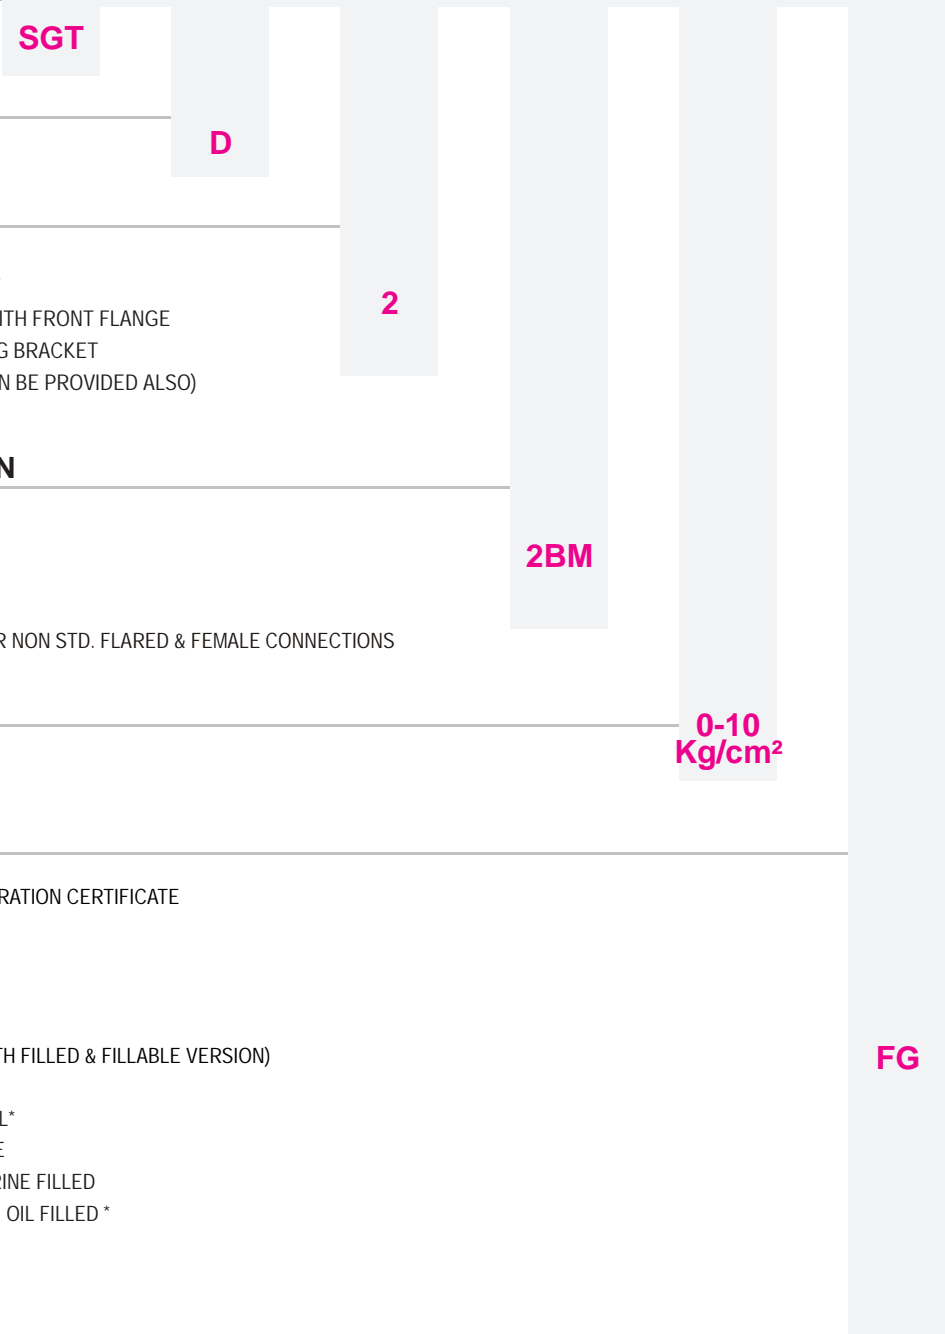 SGT
D
2
ITH FRONT FLANGE
G BRACKET
N BE PROVIDED ALSO)
N
2BM
R NON STD. FLARED & FEMALE CONNECTIONS
0-10
Kg/cm²
RATION CERTIFICATE
TH FILLED & FILLABLE VERSION)
FG
L*
E
RINE FILLED
OIL FILLED *